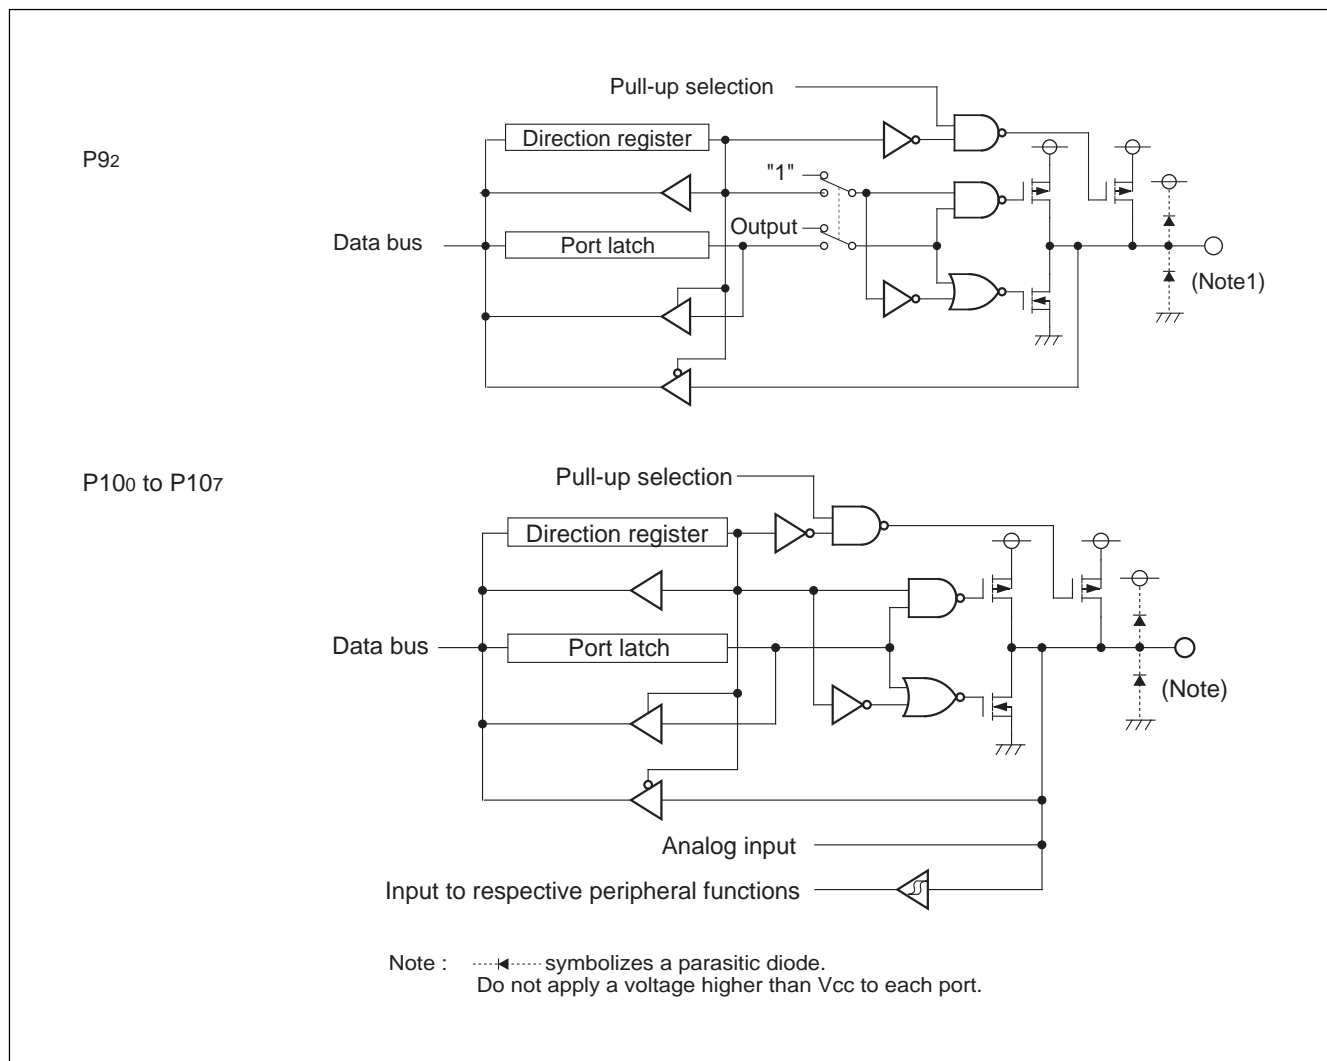 Pull-up selection
Direction register
P92
"1"
Output
Data bus
Port latch
(Note1)
P100 to P107
Pull-up selection
Direction register
Data bus
Port latch
(Note)
Analog input
Input to respective peripheral functions
Note : symbolizes a parasitic diode.
Do not apply a voltage higher than Vcc to each port.